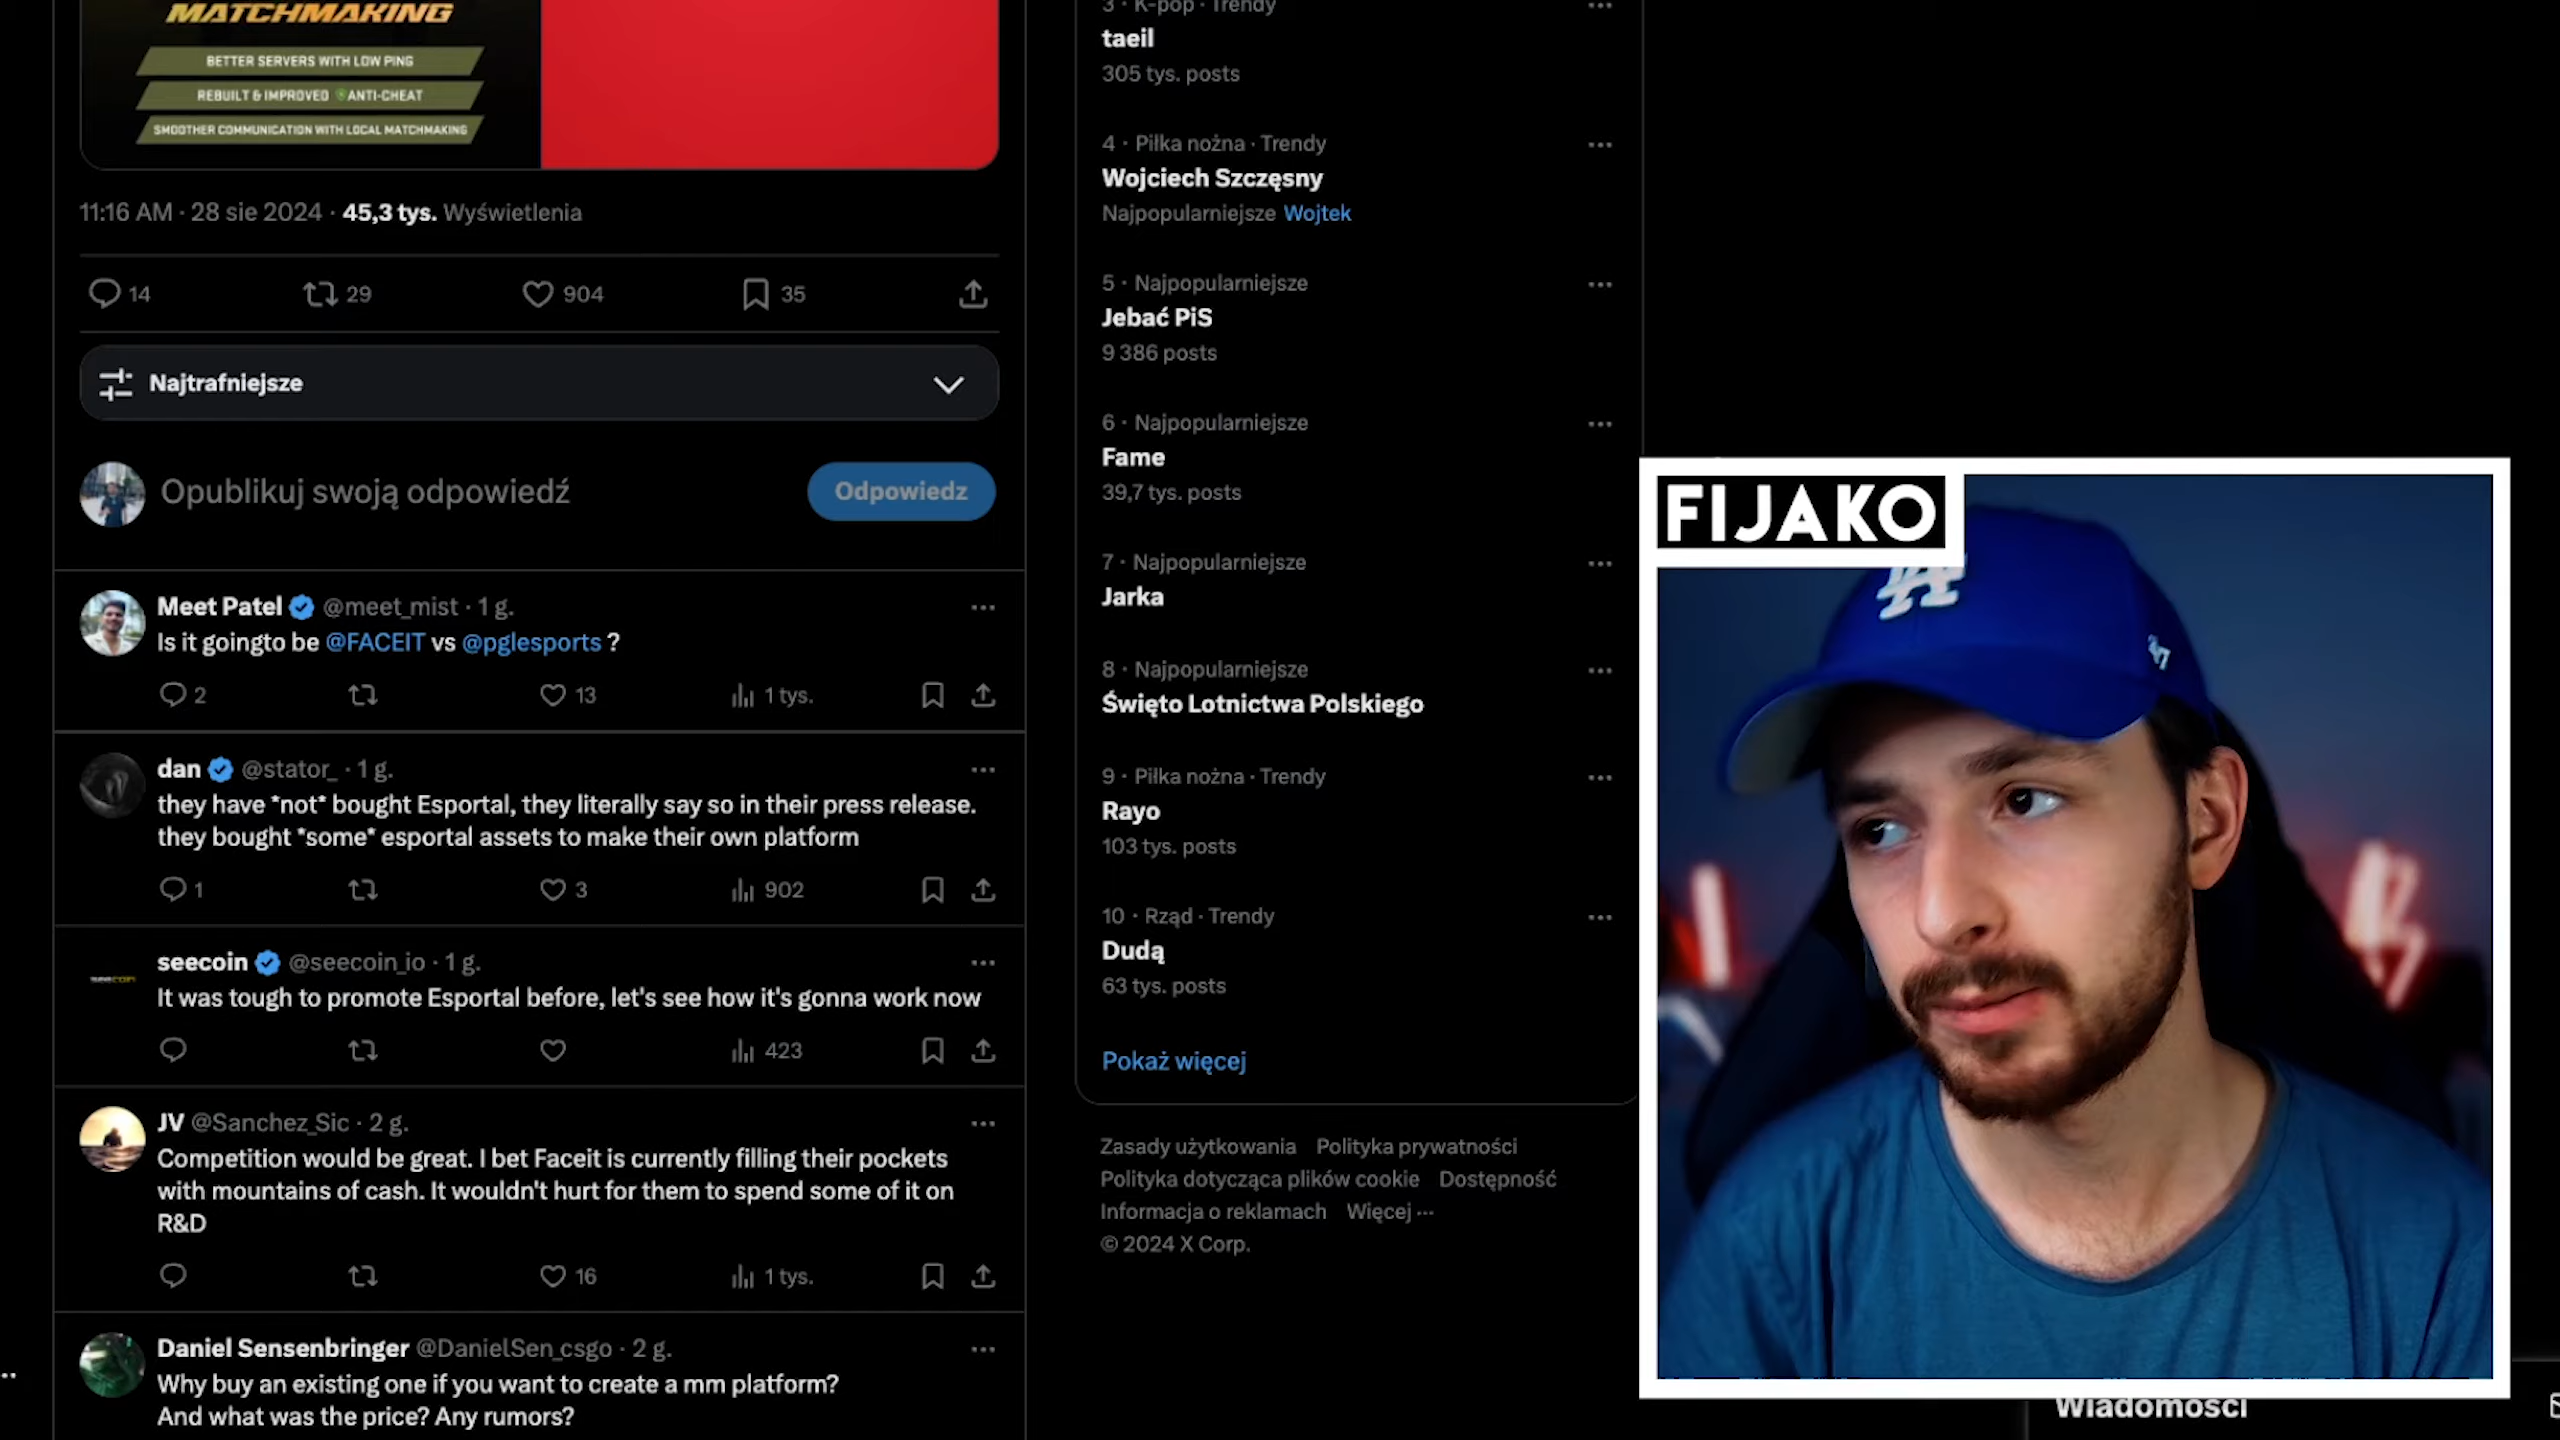 MATCHMAKING
BETTER SERVERS WITH LOW PING
REBUILT & IMPROVED ANTI-CHEAT
SMOOTHER COMMUNICATION WITH LOCAL MATCHMAKING
11:16 AM · 28 sie 2024 · 45,3 tys. Wyświetlenia
14 29 904 35
Najtrafniejsze
Opublikuj swoją odpowiedź
Odpowiedz
Meet Patel @meet_mist · 1 g.
Is it goingto be @FACEIT vs @pglesports ?
2 13 1 tys.
dan @stator_ · 1 g.
they have *not* bought Esportal, they literally say so in their press release.
they bought *some* esportal assets to make their own platform
1 3 902
seecoin @seecoin_io · 1 g.
It was tough to promote Esportal before, let's see how it's gonna work now
423
JV @Sanchez_Sic · 2 g.
Competition would be great. I bet Faceit is currently filling their pockets
with mountains of cash. It wouldn't hurt for them to spend some of it on
R&D
16 1 tys.
Daniel Sensenbringer @DanielSen_csgo · 2 g.
Why buy an existing one if you want to create a mm platform?
And what was the price? Any rumors?
3 · K-pop · Trendy
taeil
305 tys. posts
4 · Piłka nożna · Trendy
Wojciech Szczęsny
Najpopularniejsze Wojtek
5 · Najpopularniejsze
Jebać PiS
9 386 posts
6 · Najpopularniejsze
Fame
39,7 tys. posts
7 · Najpopularniejsze
Jarka
8 · Najpopularniejsze
Święto Lotnictwa Polskiego
9 · Piłka nożna · Trendy
Rayo
103 tys. posts
10 · Rząd · Trendy
Dudą
63 tys. posts
Pokaż więcej
Zasady użytkowania Polityka prywatności
Polityka dotycząca plików cookie Dostępność
Informacja o reklamach Więcej ···
© 2024 X Corp.
FIJAKO
LA
47
Wiadomości